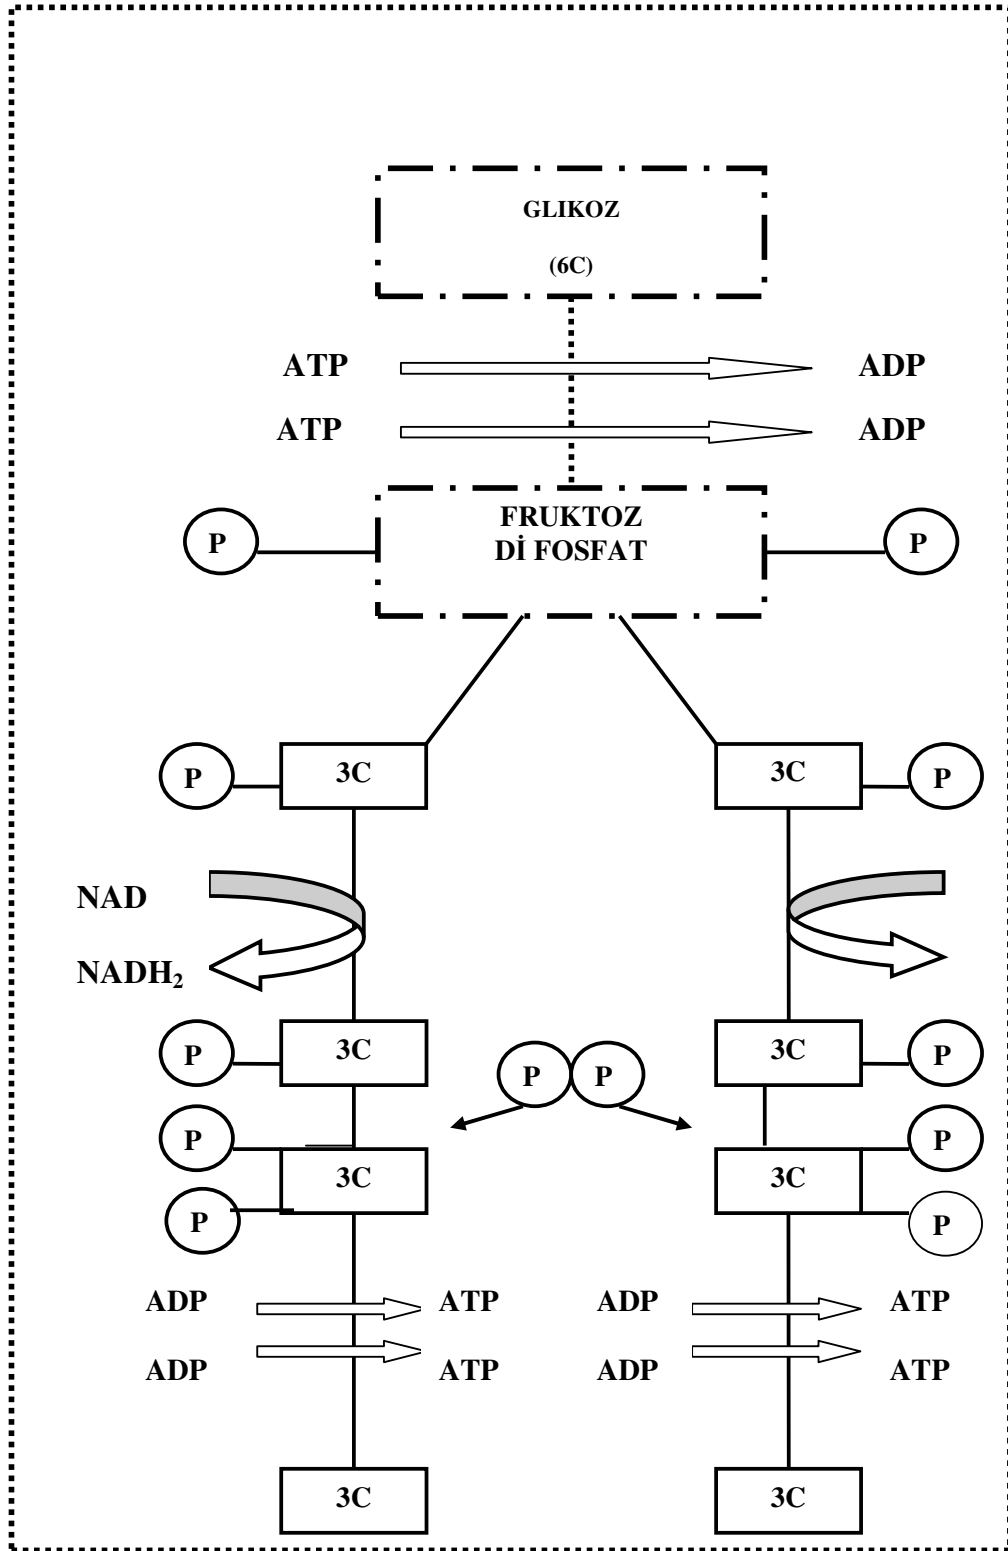 GLIKOZ
(6C)
ATP ADP
ATP ADP
FRUKTOZ
Dİ FOSFAT
P P
P 3C 3C P
NAD
NADH₂
P 3C P P 3C P
P P
3C 3C
P P
ADP ATP ADP ATP
ADP ATP ADP ATP
3C 3C